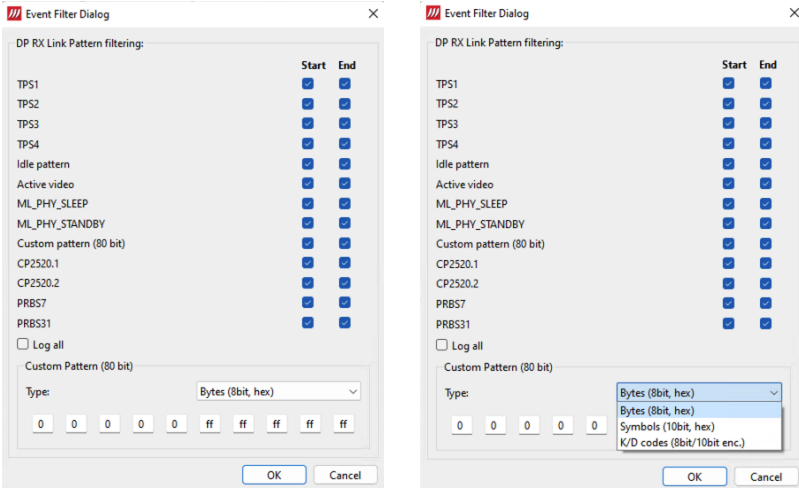 Event Filter Dialog
DP RX Link Pattern filtering:
Start End
TPS1
TPS2
TPS3
TPS4
Idle pattern
Active video
ML_PHY_SLEEP
ML_PHY_STANDBY
Custom pattern (80 bit)
CP2520.1
CP2520.2
PRBS7
PRBS31
Log all
Custom Pattern (80 bit)
Type: Bytes (8bit, hex)
0 0 0 0 0 ff ff ff ff ff
OK Cancel
Event Filter Dialog
DP RX Link Pattern filtering:
Start End
TPS1
TPS2
TPS3
TPS4
Idle pattern
Active video
ML_PHY_SLEEP
ML_PHY_STANDBY
Custom pattern (80 bit)
CP2520.1
CP2520.2
PRBS7
PRBS31
Log all
Custom Pattern (80 bit)
Type: Bytes (8bit, hex)
Bytes (8bit, hex)
0 0 0 0 0 Symbols (10bit, hex)
K/D codes (8bit/10bit enc.)
OK Cancel